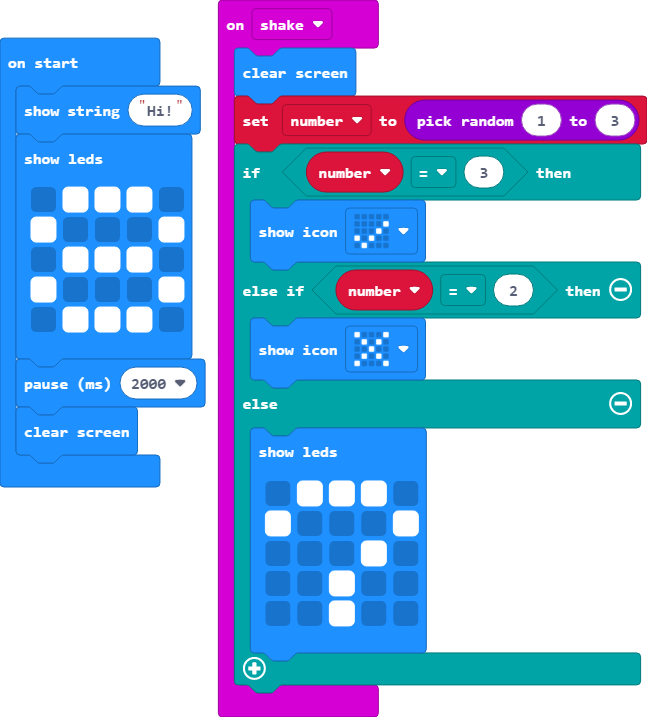 on start
show string "Hi!"
show leds
pause (ms) 2000
clear screen
on shake
clear screen
set number to pick random 1 to 3
if number = 3 then
show icon
else if number = 2 then
show icon
else
show leds